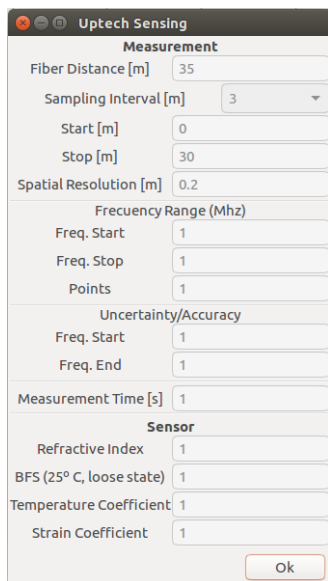 Uptech Sensing
Measurement
Fiber Distance [m] 35
Sampling Interval [m] 3
Start [m] 0
Stop [m] 30
Spatial Resolution [m] 0.2
Frecuency Range (Mhz)
Freq. Start 1
Freq. Stop 1
Points 1
Uncertainty/Accuracy
Freq. Start 1
Freq. End 1
Measurement Time [s] 1
Sensor
Refractive Index 1
BFS (25º C, loose state) 1
Temperature Coefficient 1
Strain Coefficient 1
Ok